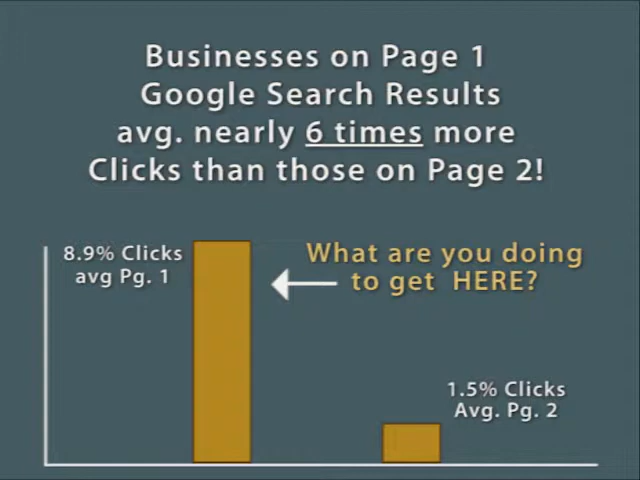 Businesses on Page 1
Google Search Results
avg. nearly 6 times more
Clicks than those on Page 2!
8.9% Clicks
avg Pg. 1
What are you doing
to get HERE?
1.5% Clicks
Avg. Pg. 2